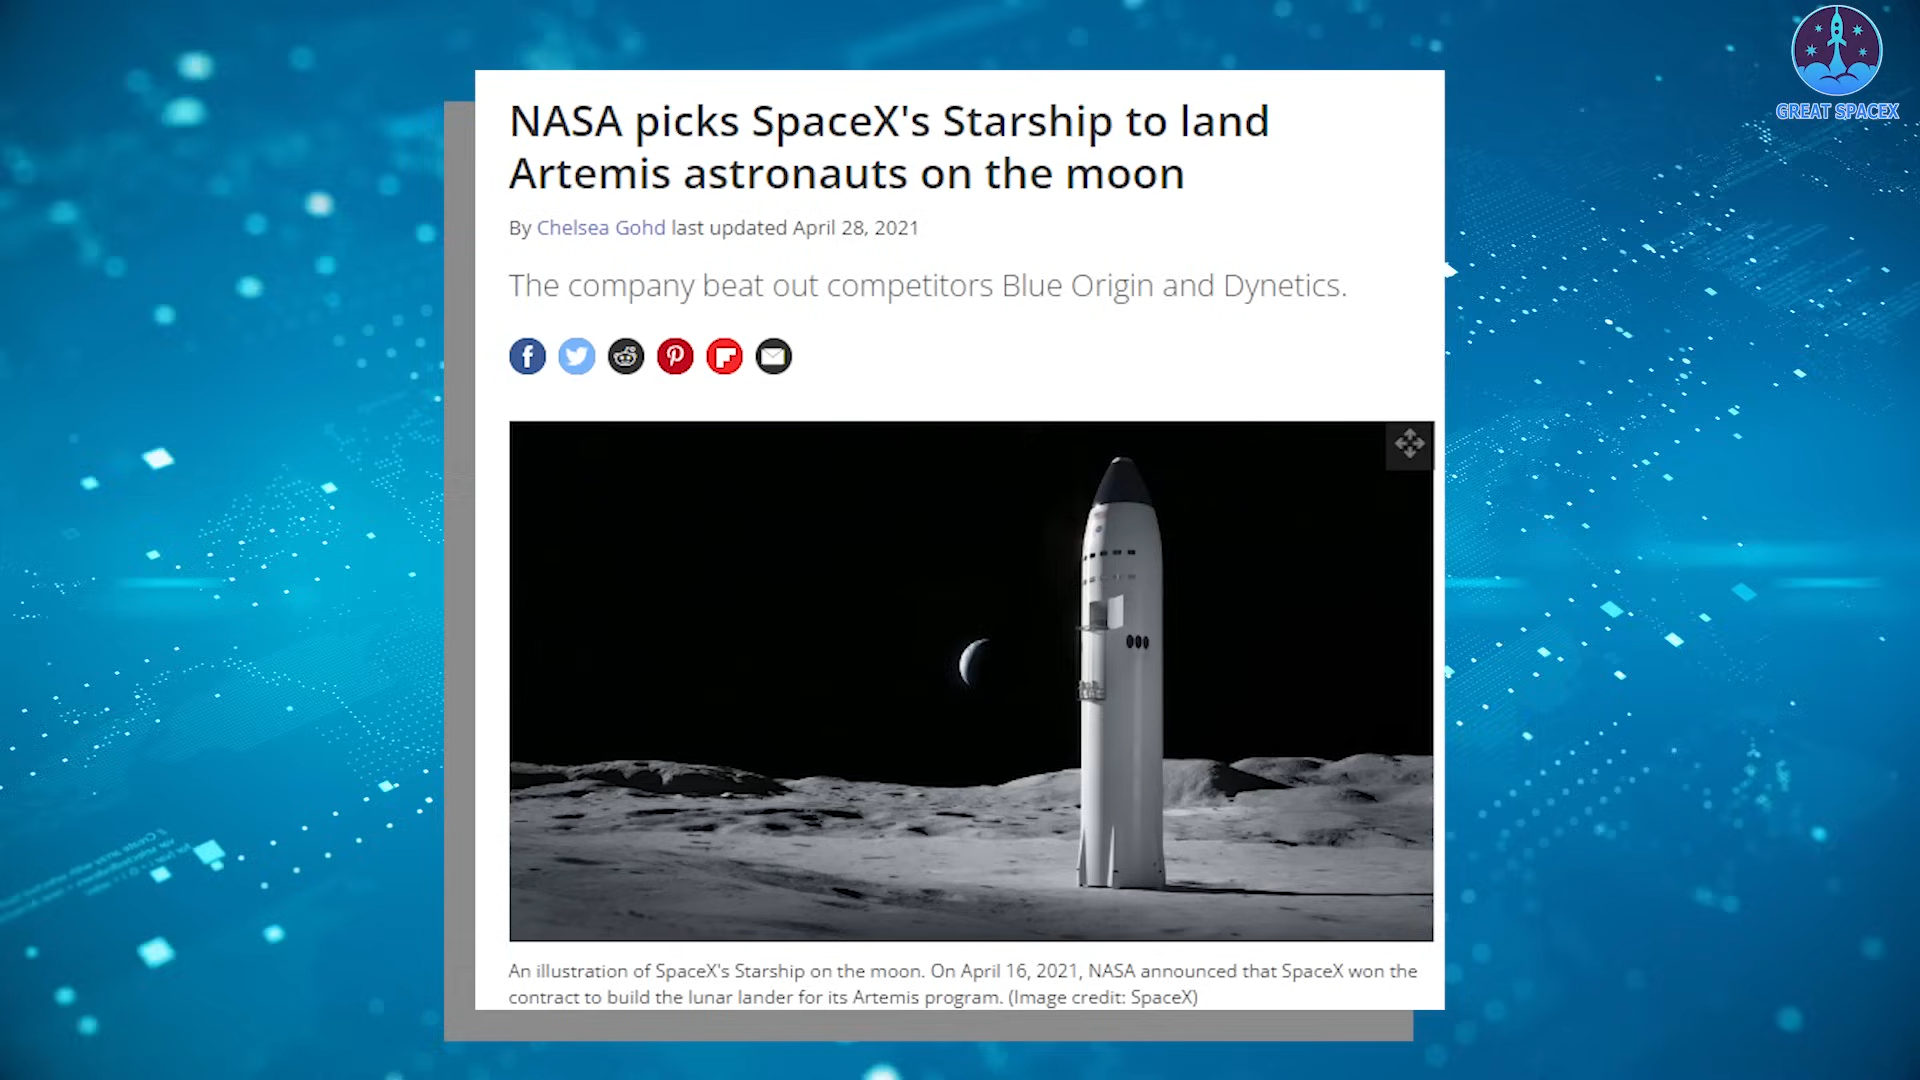 GREAT SPACEX
NASA picks SpaceX's Starship to land
Artemis astronauts on the moon
By Chelsea Gohd last updated April 28, 2021
The company beat out competitors Blue Origin and Dynetics.
An illustration of SpaceX's Starship on the moon. On April 16, 2021, NASA announced that SpaceX won the
contract to build the lunar lander for its Artemis program. (Image credit: SpaceX)